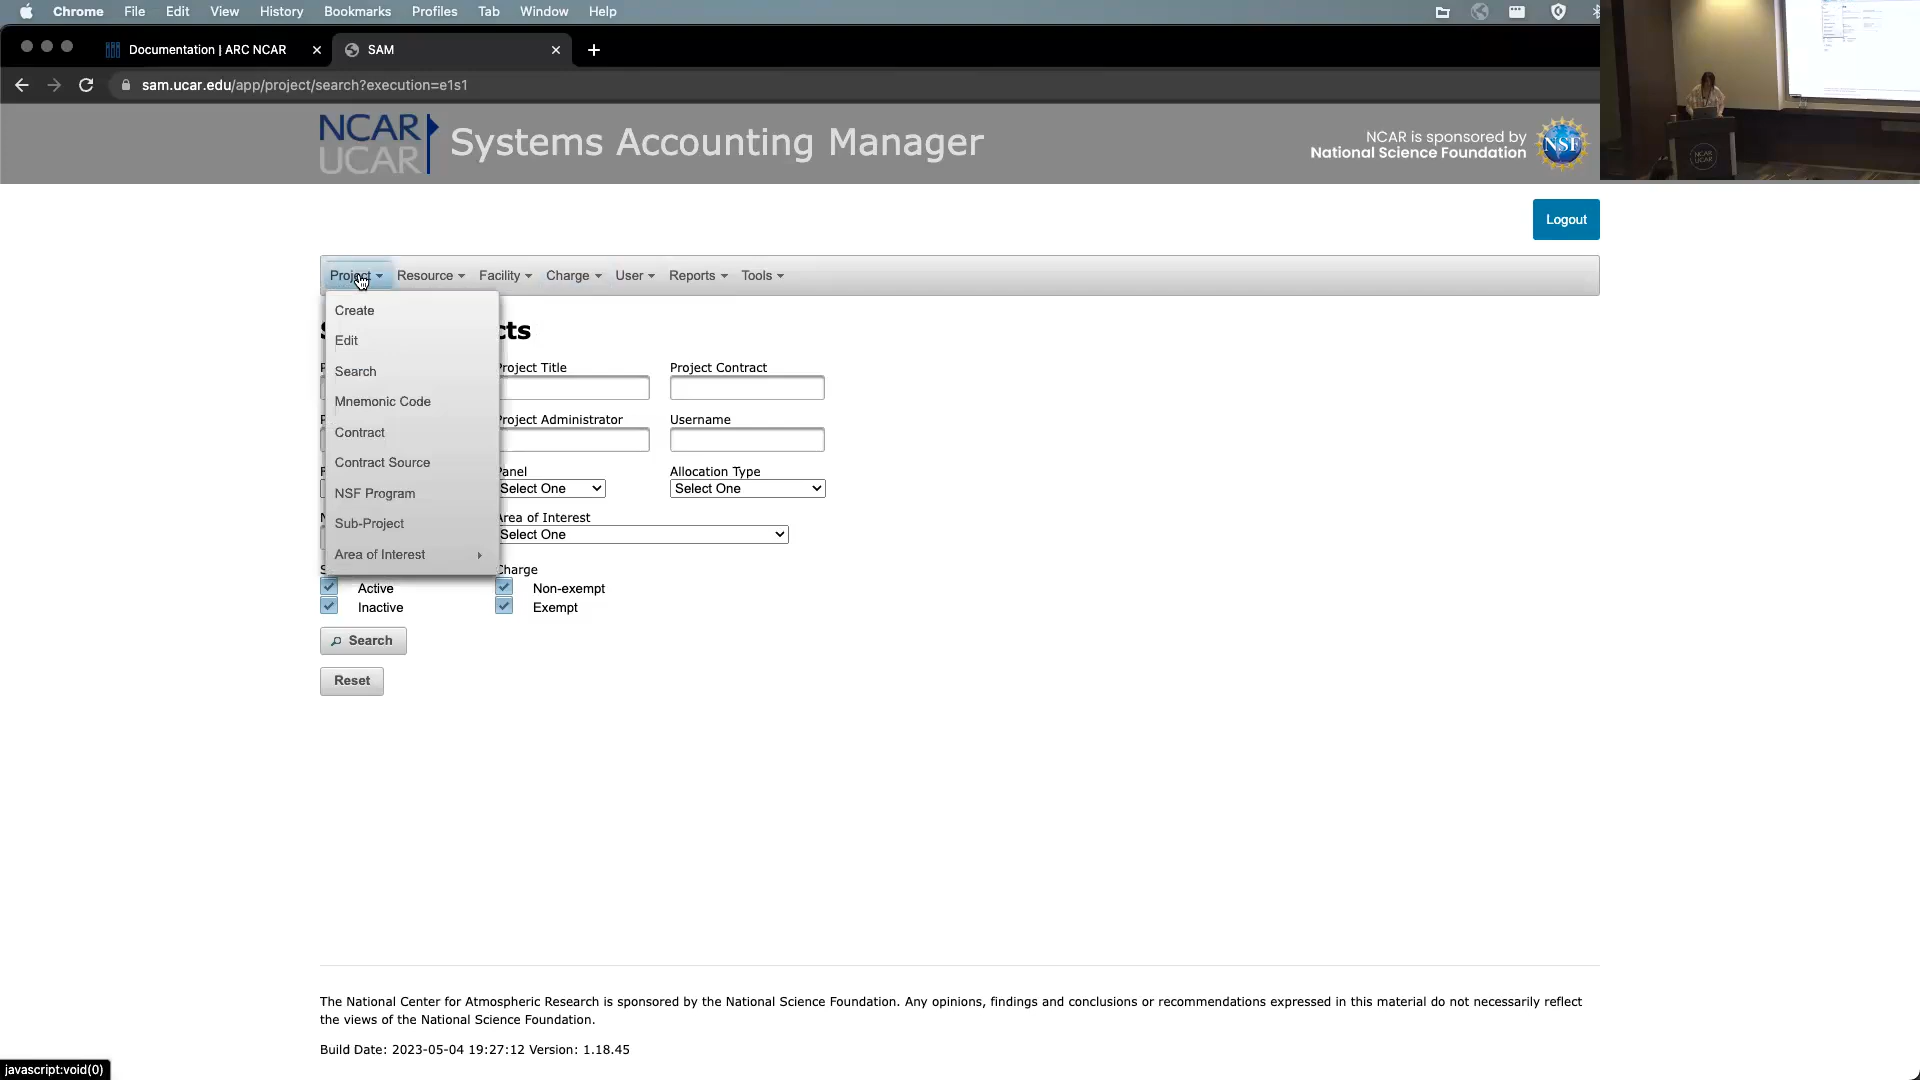 Chrome File Edit View History Bookmarks Profiles Tab Window Help
Documentation | ARC NCAR
SAM
sam.ucar.edu/app/project/search?execution=e1s1
NCAR
UCAR
Systems Accounting Manager
NCAR is sponsored by
National Science Foundation
NSF
NCAR
UCAR
Logout
Project Resource Facility Charge User Reports Tools
Create
Edit
Search
Mnemonic Code
Contract
Contract Source
NSF Program
Sub-Project
Area of Interest
Project Title Project Contract
Project Administrator Username
Panel Allocation Type
Select One Select One
Area of Interest
Select One
Charge
Active Non-exempt
Inactive Exempt
Search
Reset
The National Center for Atmospheric Research is sponsored by the National Science Foundation. Any opinions, findings and conclusions or recommendations expressed in this material do not necessarily reflect
the views of the National Science Foundation.
Build Date: 2023-05-04 19:27:12 Version: 1.18.45
javascript:void(0)